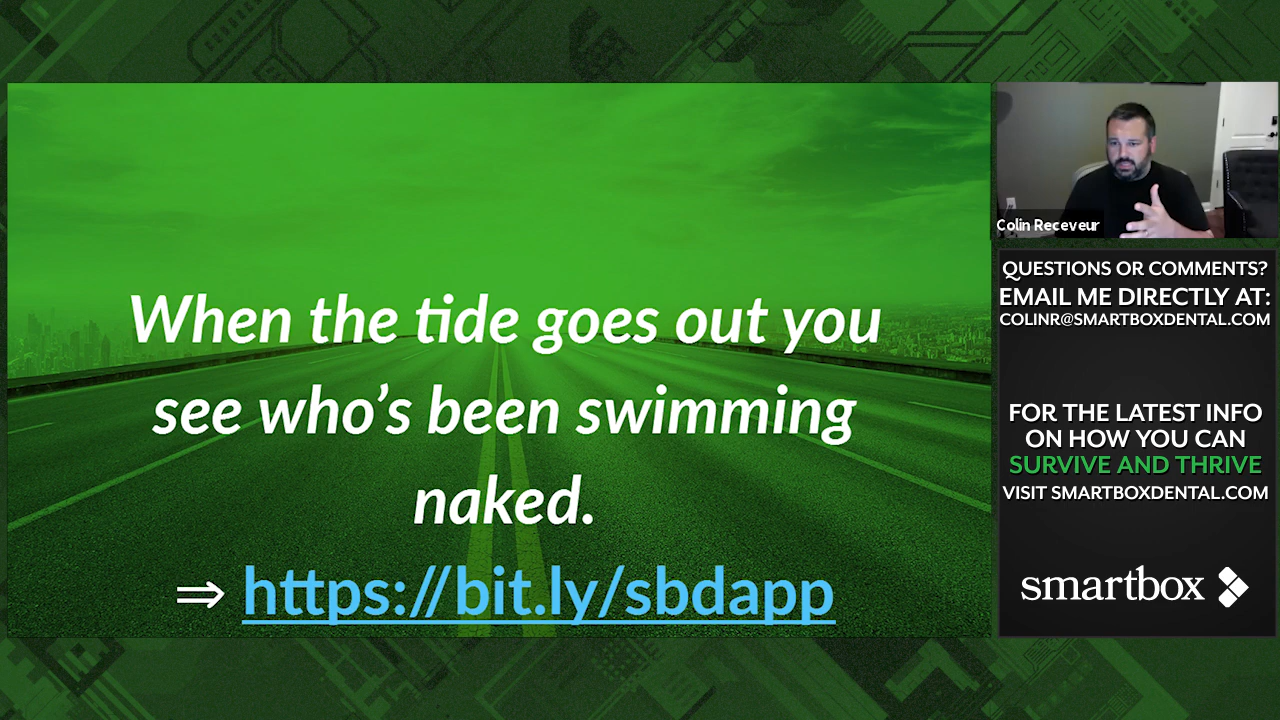 When the tide goes out you
see who's been swimming
naked.
⇒ https://bit.ly/sbdapp
Colin Receveur
QUESTIONS OR COMMENTS?
EMAIL ME DIRECTLY AT:
COLINR@SMARTBOXDENTAL.COM
FOR THE LATEST INFO
ON HOW YOU CAN
SURVIVE AND THRIVE
VISIT SMARTBOXDENTAL.COM
smartbox